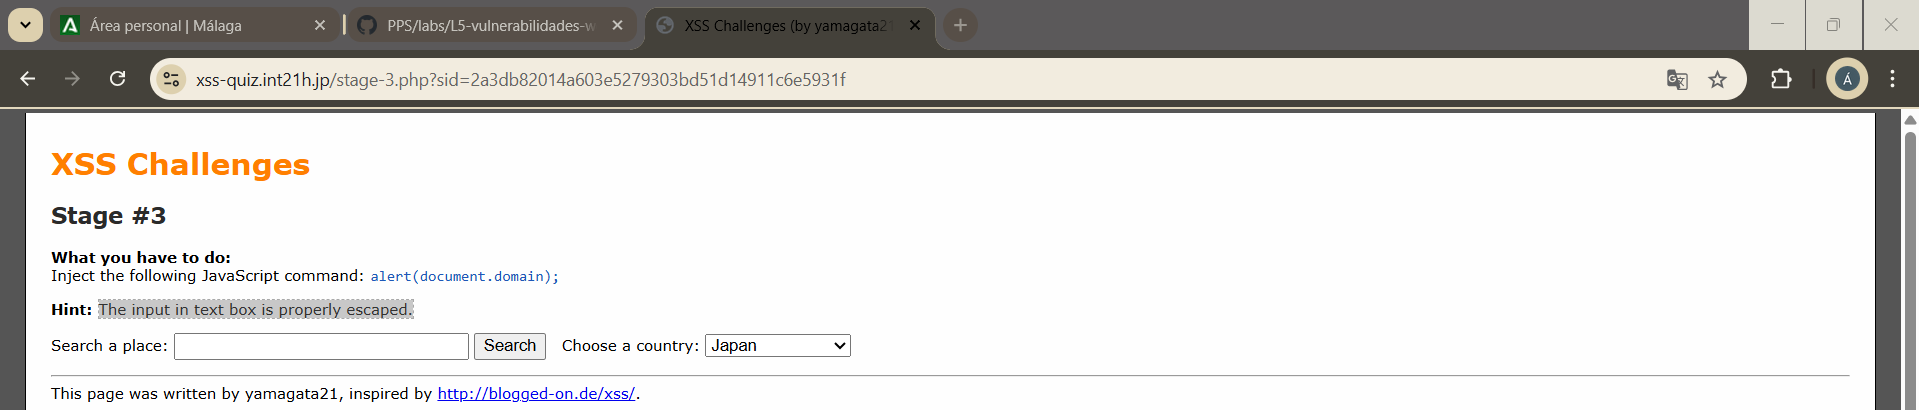 Área personal | Málaga
PPS/labs/L5-vulnerabilidades-w
XSS Challenges (by yamagata21
xss-quiz.int21h.jp/stage-3.php?sid=2a3db82014a603e5279303bd51d14911c6e5931f
Á
XSS Challenges
Stage #3
What you have to do:
Inject the following JavaScript command: alert(document.domain);
Hint: The input in text box is properly escaped.
Search a place: Search Choose a country: Japan
This page was written by yamagata21, inspired by http://blogged-on.de/xss/.